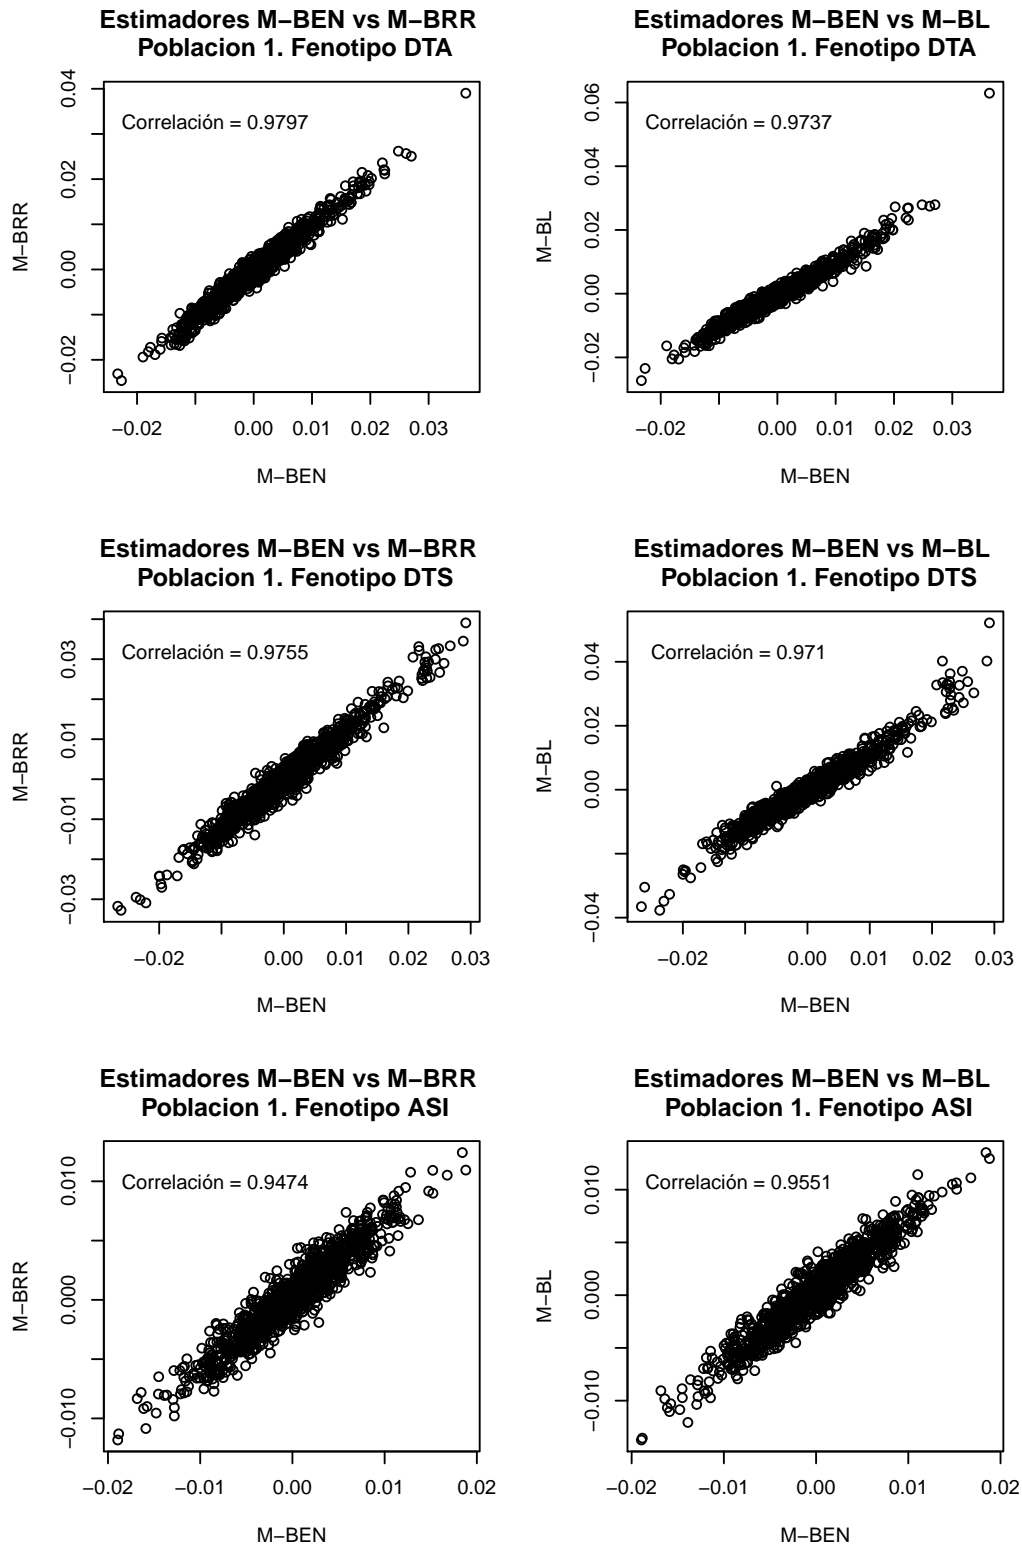 Estimadores M−BEN vs M−BRR
Poblacion 1. Fenotipo DTA
Correlación = 0.9797
M−BRR
0.04
0.02
0.00
−0.02
−0.02
0.00
0.01
0.02
0.03
M−BEN
Estimadores M−BEN vs M−BL
Poblacion 1. Fenotipo DTA
Correlación = 0.9737
M−BL
0.06
0.04
0.02
0.00
−0.02
−0.02
0.00
0.01
0.02
0.03
M−BEN
Estimadores M−BEN vs M−BRR
Poblacion 1. Fenotipo DTS
Correlación = 0.9755
M−BRR
0.03
0.01
−0.01
−0.03
−0.02
0.00
0.01
0.02
0.03
M−BEN
Estimadores M−BEN vs M−BL
Poblacion 1. Fenotipo DTS
Correlación = 0.971
M−BL
0.04
0.02
0.00
−0.04
−0.02
0.00
0.01
0.02
0.03
M−BEN
Estimadores M−BEN vs M−BRR
Poblacion 1. Fenotipo ASI
Correlación = 0.9474
M−BRR
0.010
0.000
−0.010
−0.02
−0.01
0.00
0.01
0.02
M−BEN
Estimadores M−BEN vs M−BL
Poblacion 1. Fenotipo ASI
Correlación = 0.9551
M−BL
0.010
0.000
−0.010
−0.02
−0.01
0.00
0.01
0.02
M−BEN